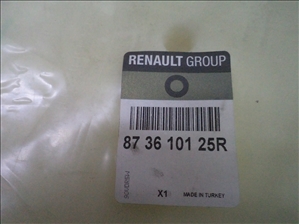 RENAULT GROUP
87 36 101 25R
X1 MADE IN TURKEY